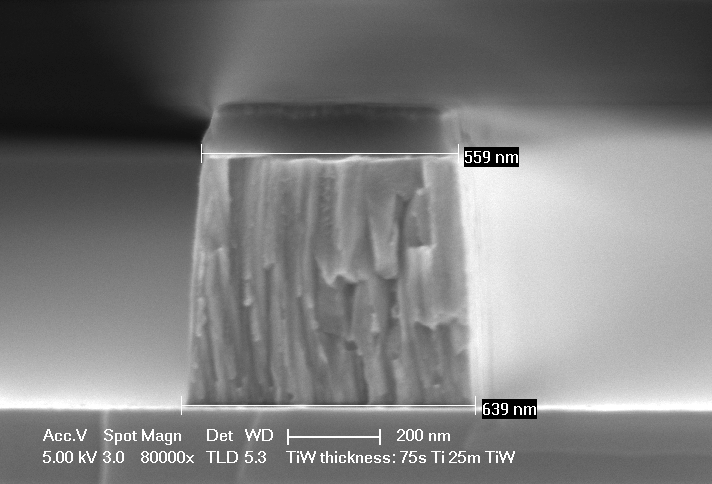 559 nm
639 nm
Acc.V Spot Magn Det WD 200 nm
5.00 kV 3.0 80000x TLD 5.3 TiW thickness: 75s Ti 25m TiW